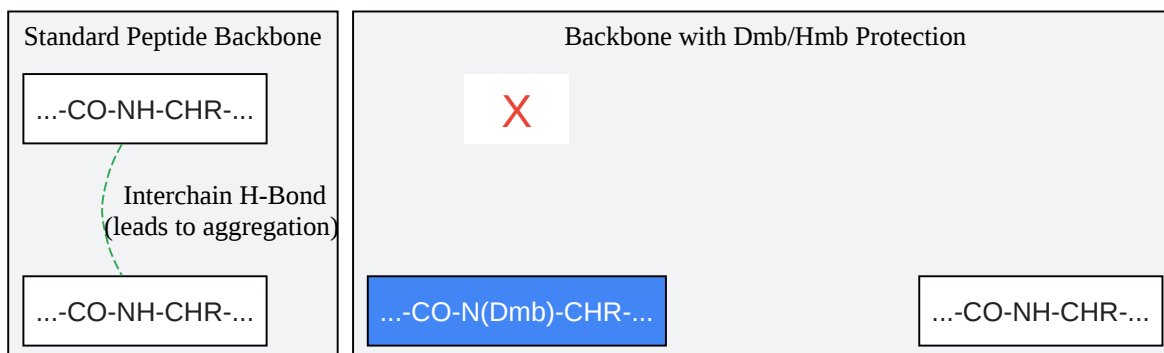 Standard Peptide Backbone
...-CO-NH-CHR-...
Interchain H-Bond
(leads to aggregation)
...-CO-NH-CHR-...
Backbone with Dmb/Hmb Protection
X
...-CO-N(Dmb)-CHR-...
...-CO-NH-CHR-...